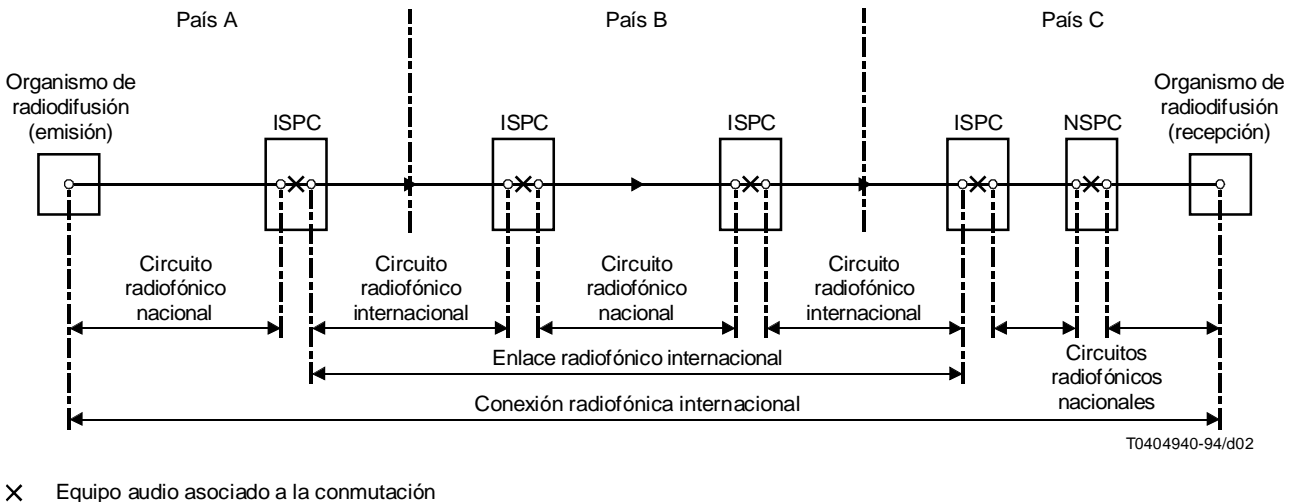 País A
País B
País C
Organismo de
radiodifusión
(emisión)
ISPC
ISPC
ISPC
ISPC
NSPC
Organismo de
radiodifusión
(recepción)
Circuito
radiofónico
nacional
Circuito
radiofónico
internacional
Circuito
radiofónico
nacional
Circuito
radiofónico
internacional
Circuitos
radiofónicos
nacionales
Enlace radiofónico internacional
Conexión radiofónica internacional
T0404940-94/d02
Equipo audio asociado a la conmutación